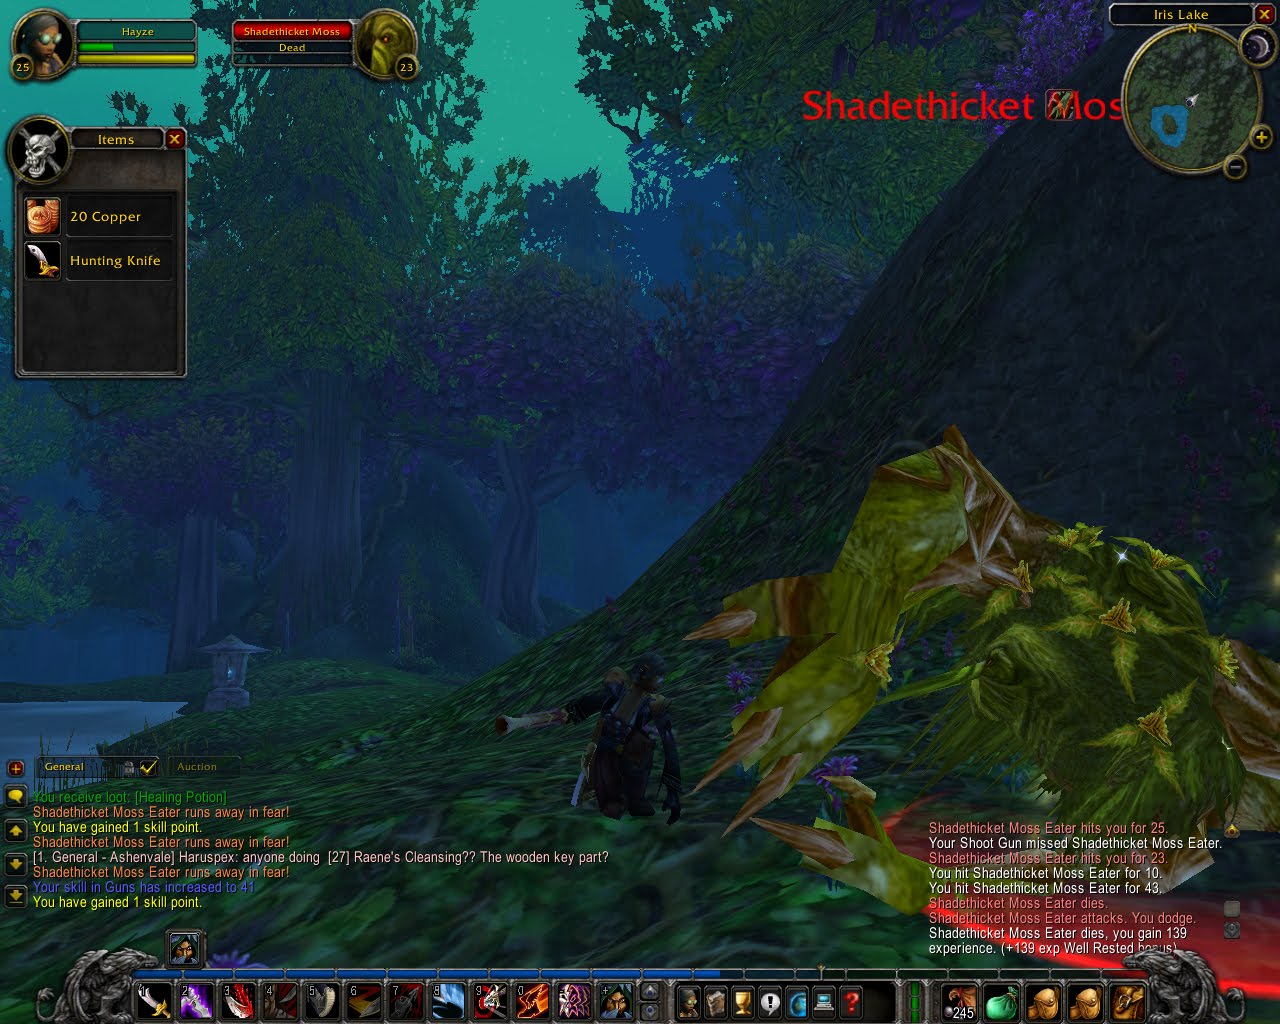 Hayze
25
Shadethicket Moss
Dead
23
Iris Lake
N
Shadethicket Mos
Items
20 Copper
Hunting Knife
General
Auction
You receive loot: [Healing Potion]
Shadethicket Moss Eater runs away in fear!
You have gained 1 skill point.
Shadethicket Moss Eater runs away in fear!
[1. General - Ashenvale] Haruspex: anyone doing [27] Raene's Cleansing?? The wooden key part?
Shadethicket Moss Eater runs away in fear!
Your skill in Guns has increased to 41
You have gained 1 skill point.
Shadethicket Moss Eater hits you for 25.
Your Shoot Gun missed Shadethicket Moss Eater.
Shadethicket Moss Eater hits you for 23.
You hit Shadethicket Moss Eater for 10.
You hit Shadethicket Moss Eater for 43.
Shadethicket Moss Eater dies.
Shadethicket Moss Eater attacks. You dodge.
Shadethicket Moss Eater dies, you gain 139
experience. (+139 exp Well Rested bonus)
1 2 3 4 5 6 7 8 9 0 - +
245